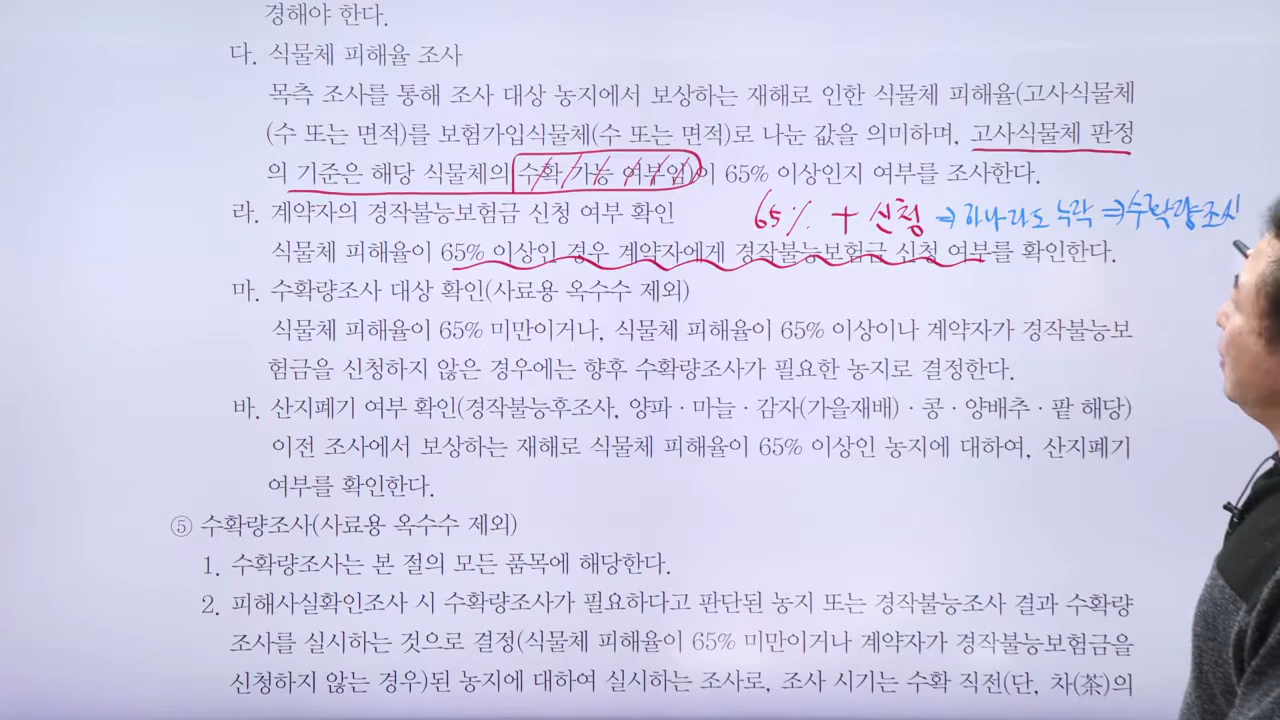 경해야 한다.
다. 식물체 피해율 조사
목측 조사를 통해 조사 대상 농지에서 보상하는 재해로 인한 식물체 피해율(고사식물체
(수 또는 면적)를 보험가입식물체(수 또는 면적)로 나눈 값을 의미하며, 고사식물체 판정
의 기준은 해당 식물체의 수확 가능 여부임)이 65% 이상인지 여부를 조사한다.
라. 계약자의 경작불능보험금 신청 여부 확인
65% + 신청 ⇒ 하나라도 누락 ⇒ 수확량조사
식물체 피해율이 65% 이상인 경우 계약자에게 경작불능보험금 신청 여부를 확인한다.
마. 수확량조사 대상 확인(사료용 옥수수 제외)
식물체 피해율이 65% 미만이거나, 식물체 피해율이 65% 이상이나 계약자가 경작불능보
험금을 신청하지 않은 경우에는 향후 수확량조사가 필요한 농지로 결정한다.
바. 산지폐기 여부 확인(경작불능후조사, 양파 · 마늘 · 감자(가을재배) · 콩 · 양배추 · 팥 해당)
이전 조사에서 보상하는 재해로 식물체 피해율이 65% 이상인 농지에 대하여, 산지폐기
여부를 확인한다.
⑤ 수확량조사(사료용 옥수수 제외)
1. 수확량조사는 본 절의 모든 품목에 해당한다.
2. 피해사실확인조사 시 수확량조사가 필요하다고 판단된 농지 또는 경작불능조사 결과 수확량
조사를 실시하는 것으로 결정(식물체 피해율이 65% 미만이거나 계약자가 경작불능보험금을
신청하지 않는 경우)된 농지에 대하여 실시하는 조사로, 조사 시기는 수확 직전(단, 차(茶)의